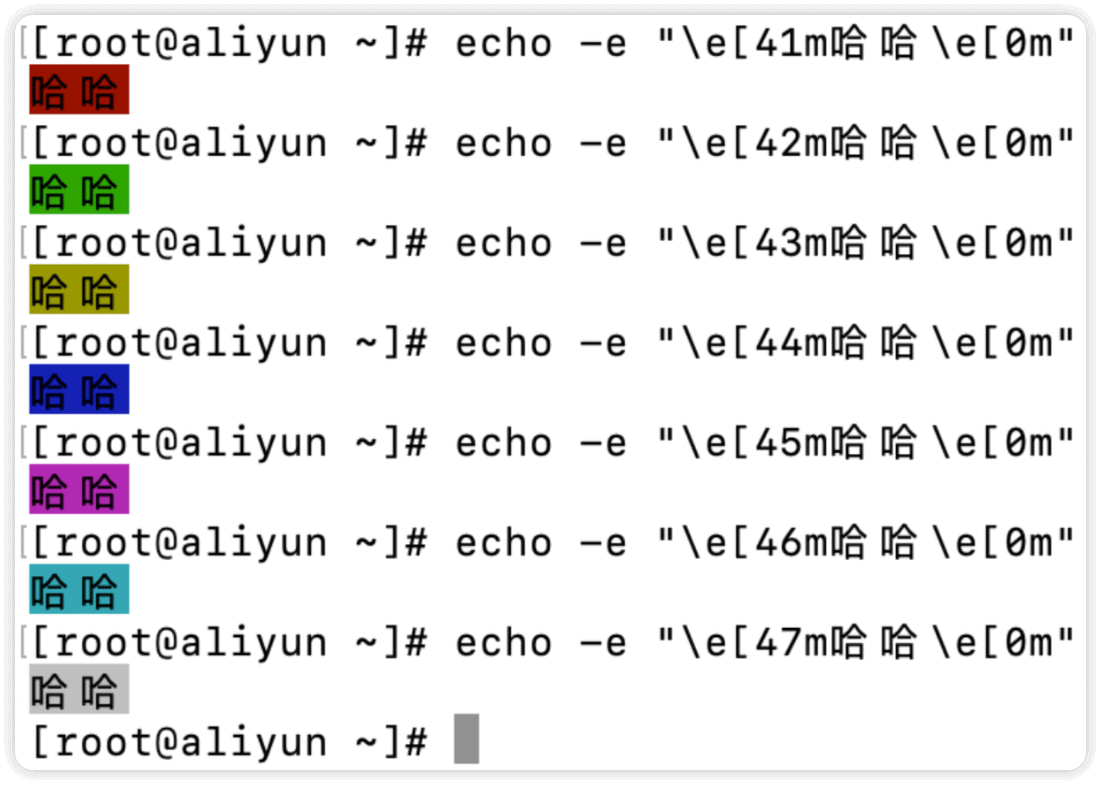 [[root@aliyun ~]# echo -e "\e[41m哈哈\e[0m"
哈哈
[[root@aliyun ~]# echo -e "\e[42m哈哈\e[0m"
哈哈
[[root@aliyun ~]# echo -e "\e[43m哈哈\e[0m"
哈哈
[[root@aliyun ~]# echo -e "\e[44m哈哈\e[0m"
哈哈
[[root@aliyun ~]# echo -e "\e[45m哈哈\e[0m"
哈哈
[[root@aliyun ~]# echo -e "\e[46m哈哈\e[0m"
哈哈
[[root@aliyun ~]# echo -e "\e[47m哈哈\e[0m"
哈哈
[root@aliyun ~]#